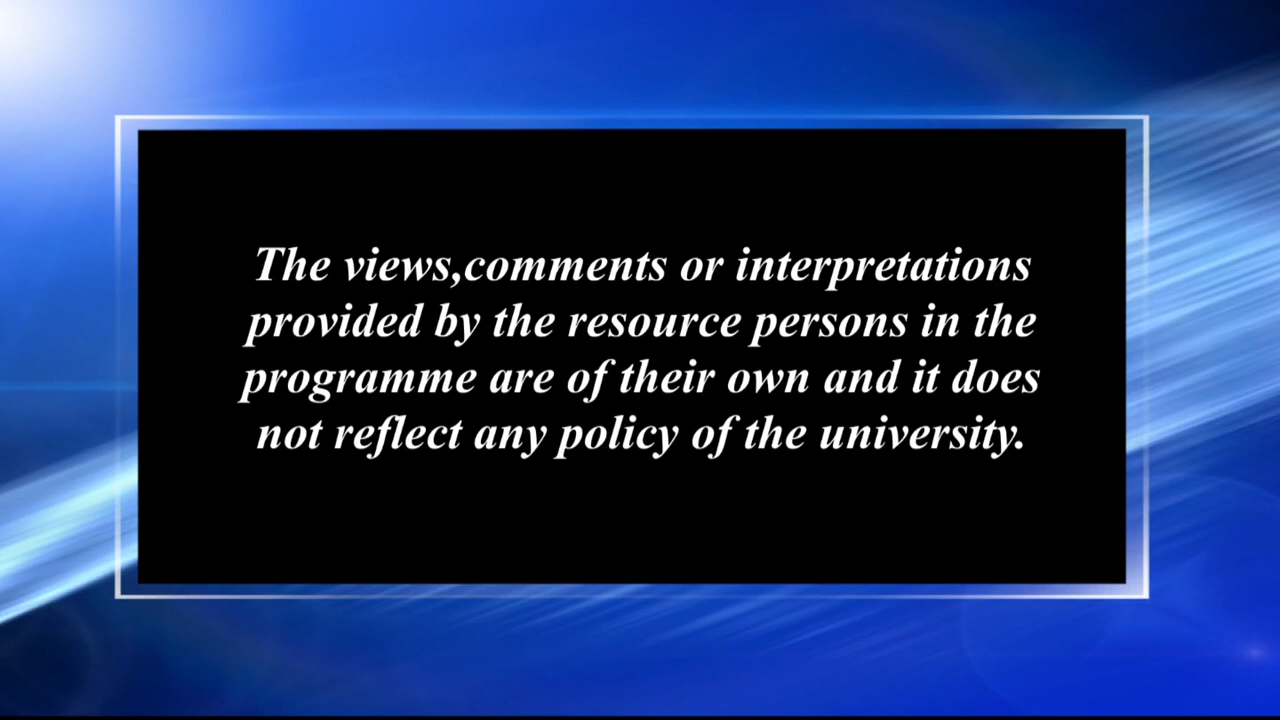 The views,comments or interpretations
provided by the resource persons in the
programme are of their own and it does
not reflect any policy of the university.